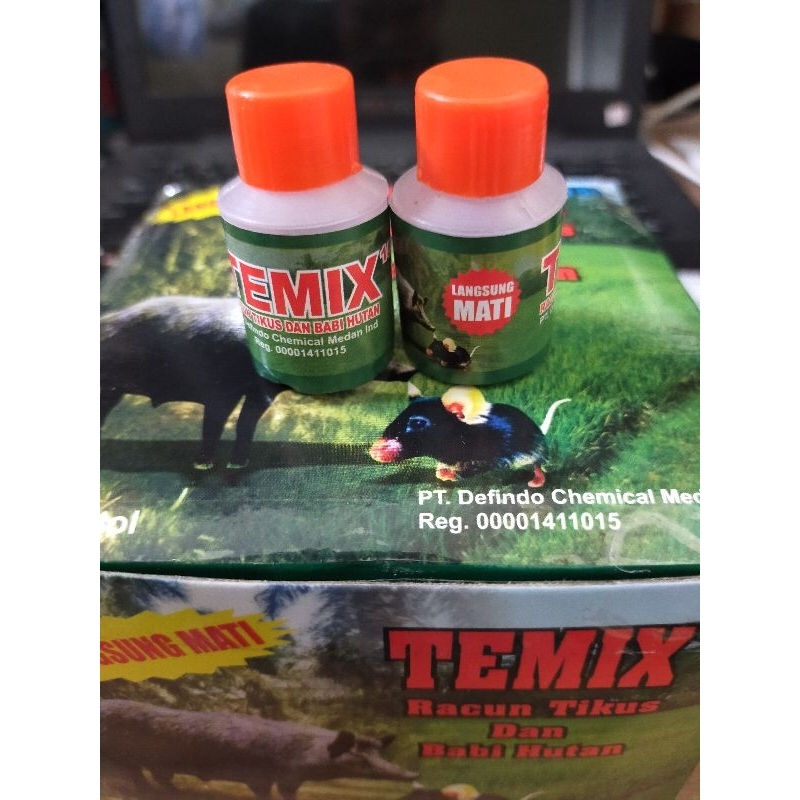 TEMIX
TIKUS DAN BABI HUTAN
Defindo Chemical Medan Ind
Reg. 00001411015
LANGSUNG
MATI
PT. Defindo Chemical Med
Reg. 00001411015
SUNG MATI
TEMIX
Racun Tikus
Dan
Babi Hutan